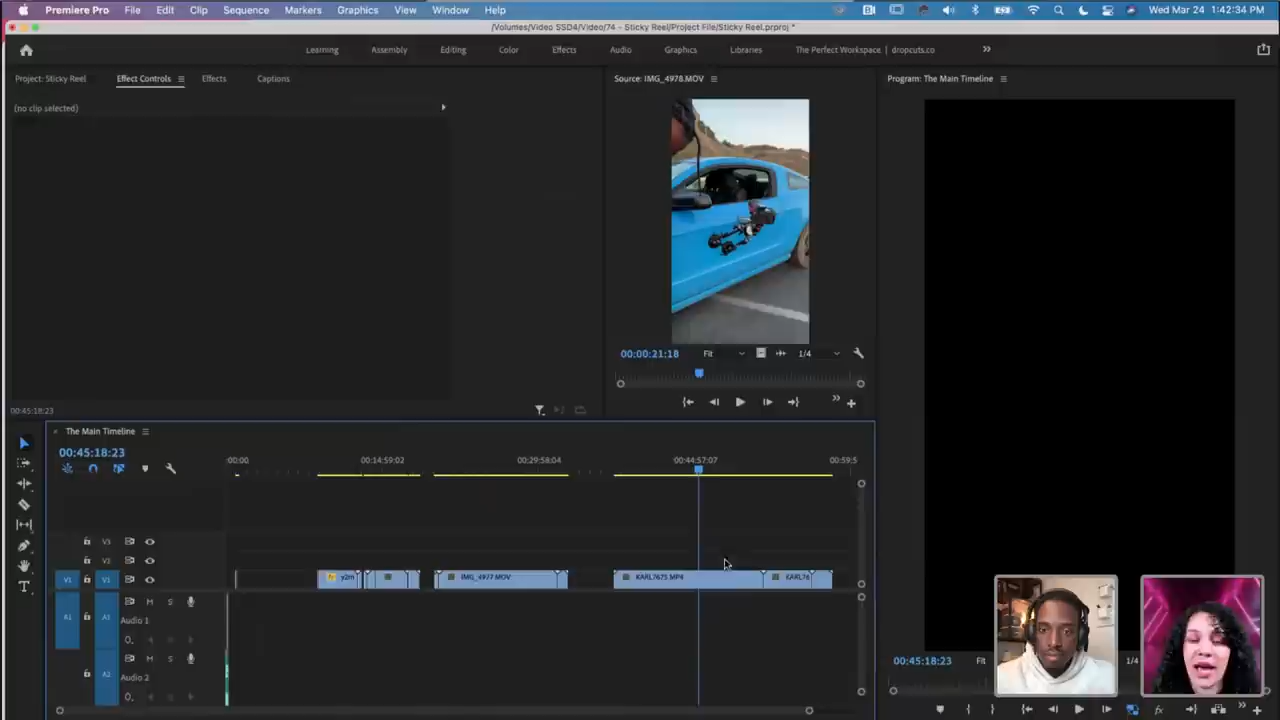 Premiere Pro File Edit Clip Sequence Markers Graphics View Window Help Wed Mar 24 1:42:34 PM
/Volumes/Video SSD4/Video/74 - Sticky Reel/Project File/Sticky Reel.prproj *
Learning Assembly Editing Color Effects Audio Graphics Libraries The Perfect Workspace | dropcuts.co
Project: Sticky Reel Effect Controls Effects Captions Source: IMG_4978.MOV Program: The Main Timeline
(no clip selected)
00:00:21:18 Fit 1/4
00:45:18:23
The Main Timeline
00:45:18:23
:00:00 00:14:59:02 00:29:58:04 00:44:57:07 00:59:5
V3
V2
V1 V1 y2m IMG_4977.MOV KARL7675.MP4 KARL76
M S
A1 A1 Audio 1
M S
A2 Audio 2
00:45:18:23 Fit 1/4